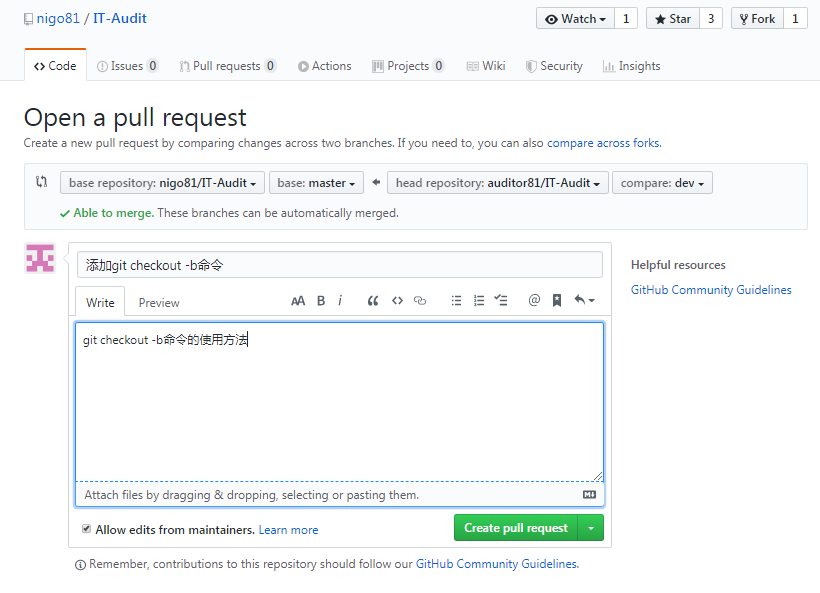 nigo81 / IT-Audit Watch 1 Star 3 Fork 1
Code Issues 0 Pull requests 0 Actions Projects 0 Wiki Security Insights
Open a pull request
Create a new pull request by comparing changes across two branches. If you need to, you can also compare across forks.
base repository: nigo81/IT-Audit base: master head repository: auditor81/IT-Audit compare: dev
Able to merge. These branches can be automatically merged.
添加git checkout -b命令
Helpful resources
GitHub Community Guidelines
Write Preview AA B i @
git checkout -b命令的使用方法
Attach files by dragging & dropping, selecting or pasting them.
Allow edits from maintainers. Learn more Create pull request
Remember, contributions to this repository should follow our GitHub Community Guidelines.